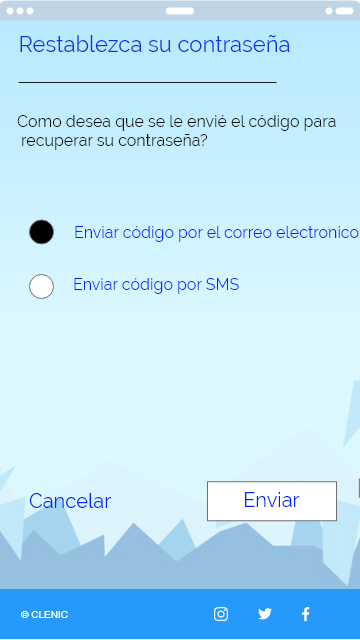 Restablezca su contraseña
Como desea que se le envié el código para
recuperar su contraseña?
Enviar código por el correo electronico
Enviar código por SMS
Cancelar
Enviar
© CLENIC